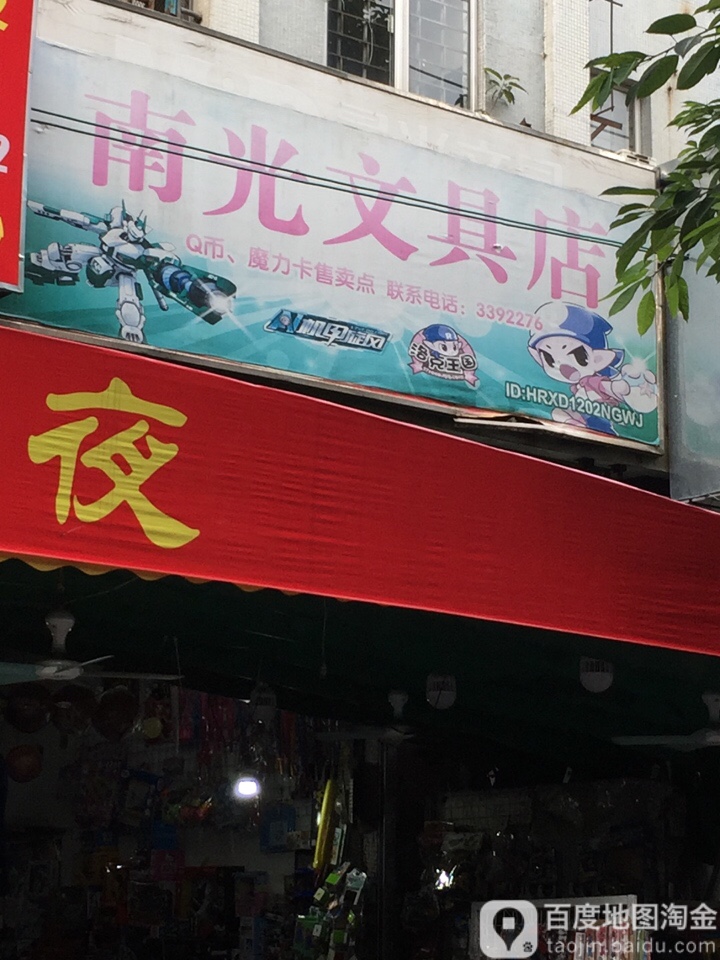 南光文具店
Q币、魔力卡售卖点 联系电话：3392276
机甲旋风
洛克王国
ID:HRXD1202NGWJ
夜
2
百度地图淘金
taojin.baidu.com